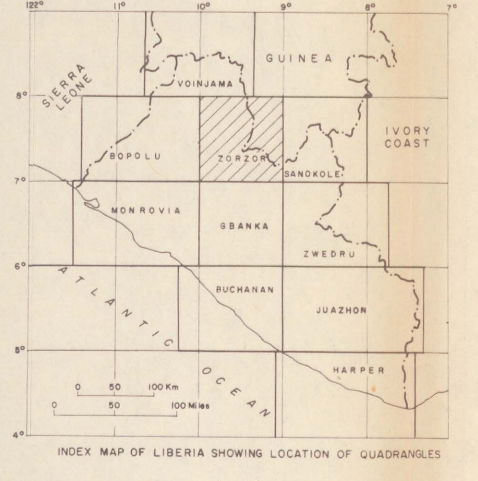 122° 11° 10° 9° 8° 7°
GUINEA
VOINJAMA
SIERRA
LEONE
8°
IVORY
COAST
BOPOLU
ZORZOR
SANOKOLE
7°
MONROVIA
GBANKA
ZWEDRU
6°
ATLANTIC
BUCHANAN
JUAZHON
5°
OCEAN
HARPER
0 50 100 Km
0 50 100 Miles
4°
INDEX MAP OF LIBERIA SHOWING LOCATION OF QUADRANGLES